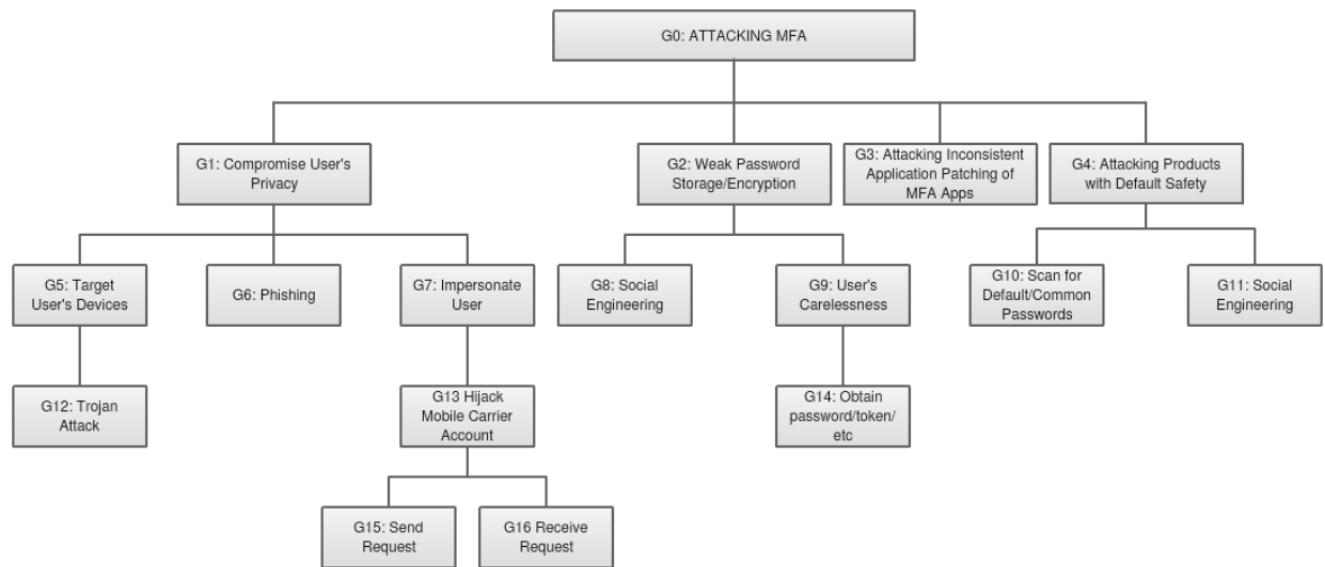 G0: ATTACKING MFA
G1: Compromise User's
Privacy
G2: Weak Password
Storage/Encryption
G3: Attacking Inconsistent
Application Patching of
MFA Apps
G4: Attacking Products
with Default Safety
G5: Target
User's Devices
G6: Phishing
G7: Impersonate
User
G8: Social
Engineering
G9: User's
Carelessness
G10: Scan for
Default/Common
Passwords
G11: Social
Engineering
G12: Trojan
Attack
G13 Hijack
Mobile Carrier
Account
G14: Obtain
password/token/
etc
G15: Send
Request
G16 Receive
Request